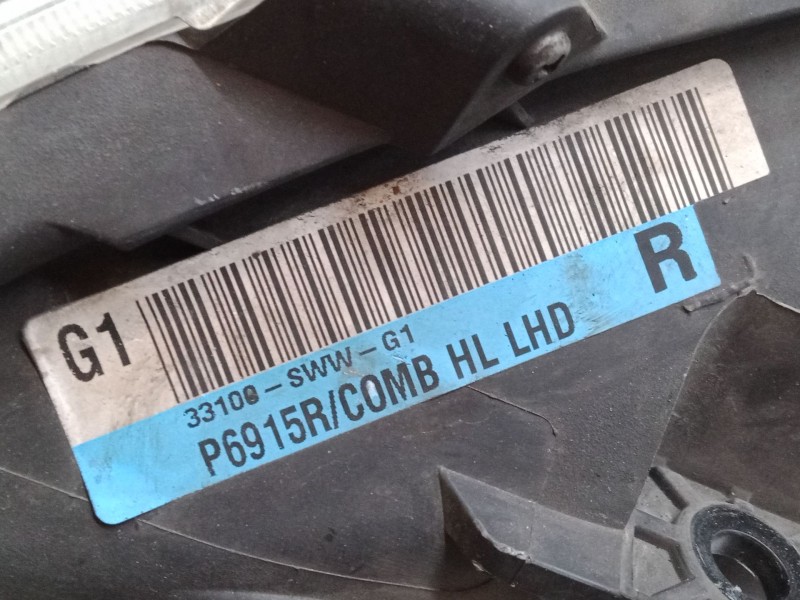 G1
33100-SWW-G1
P6915R/COMB HL LHD
R